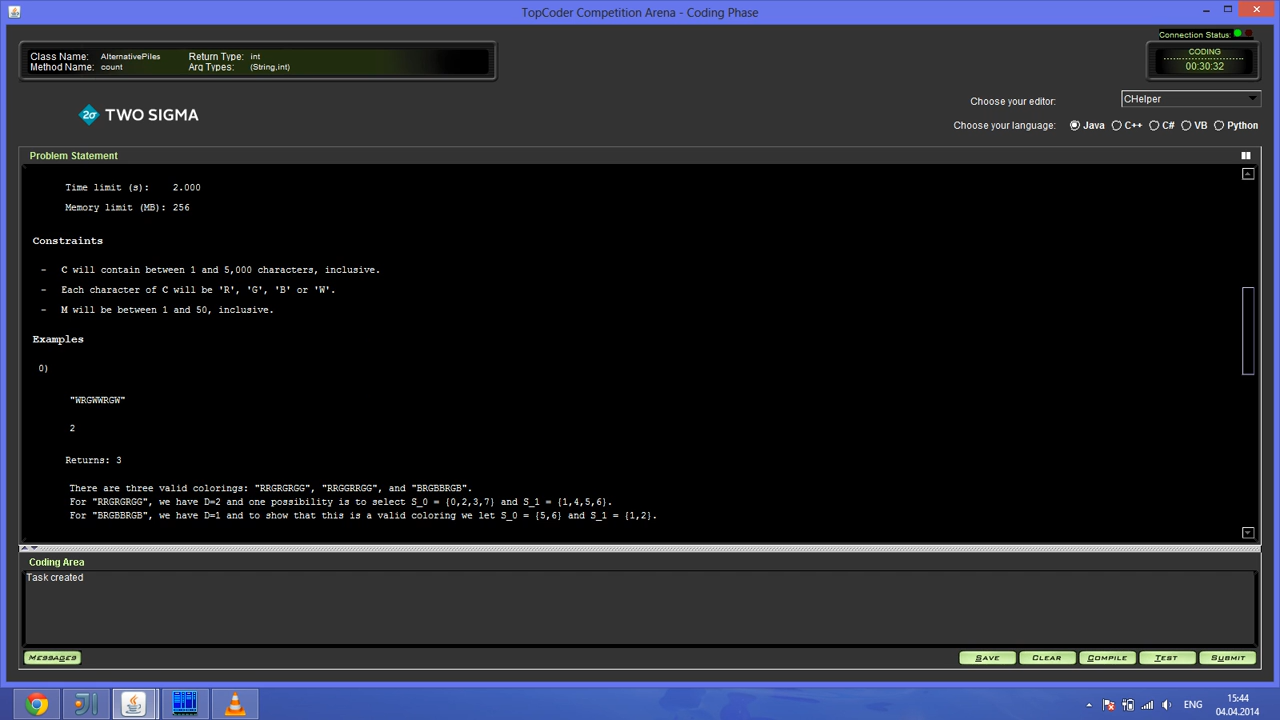 TopCoder Competition Arena - Coding Phase
Connection Status:
Class Name: AlternativePiles Return Type: int
Method Name: count Arg Types: (String,int)
CODING
00:30:32
2σ TWO SIGMA
Choose your editor: CHelper
Choose your language: Java C++ C# VB Python
Problem Statement
Time limit (s): 2.000
Memory limit (MB): 256
Constraints
- C will contain between 1 and 5,000 characters, inclusive.
- Each character of C will be 'R', 'G', 'B' or 'W'.
- M will be between 1 and 50, inclusive.
Examples
0)
"WRGWWRGW"
2
Returns: 3
There are three valid colorings: "RRGRGRGG", "RRGGRRGG", and "BRGBBRGB".
For "RRGRGRGG", we have D=2 and one possibility is to select S_0 = {0,2,3,7} and S_1 = {1,4,5,6}.
For "BRGBBRGB", we have D=1 and to show that this is a valid coloring we let S_0 = {5,6} and S_1 = {1,2}.
Coding Area
Task created
MESSAGES SAVE CLEAR COMPILE TEST SUBMIT
ENG 15:44
04.04.2014